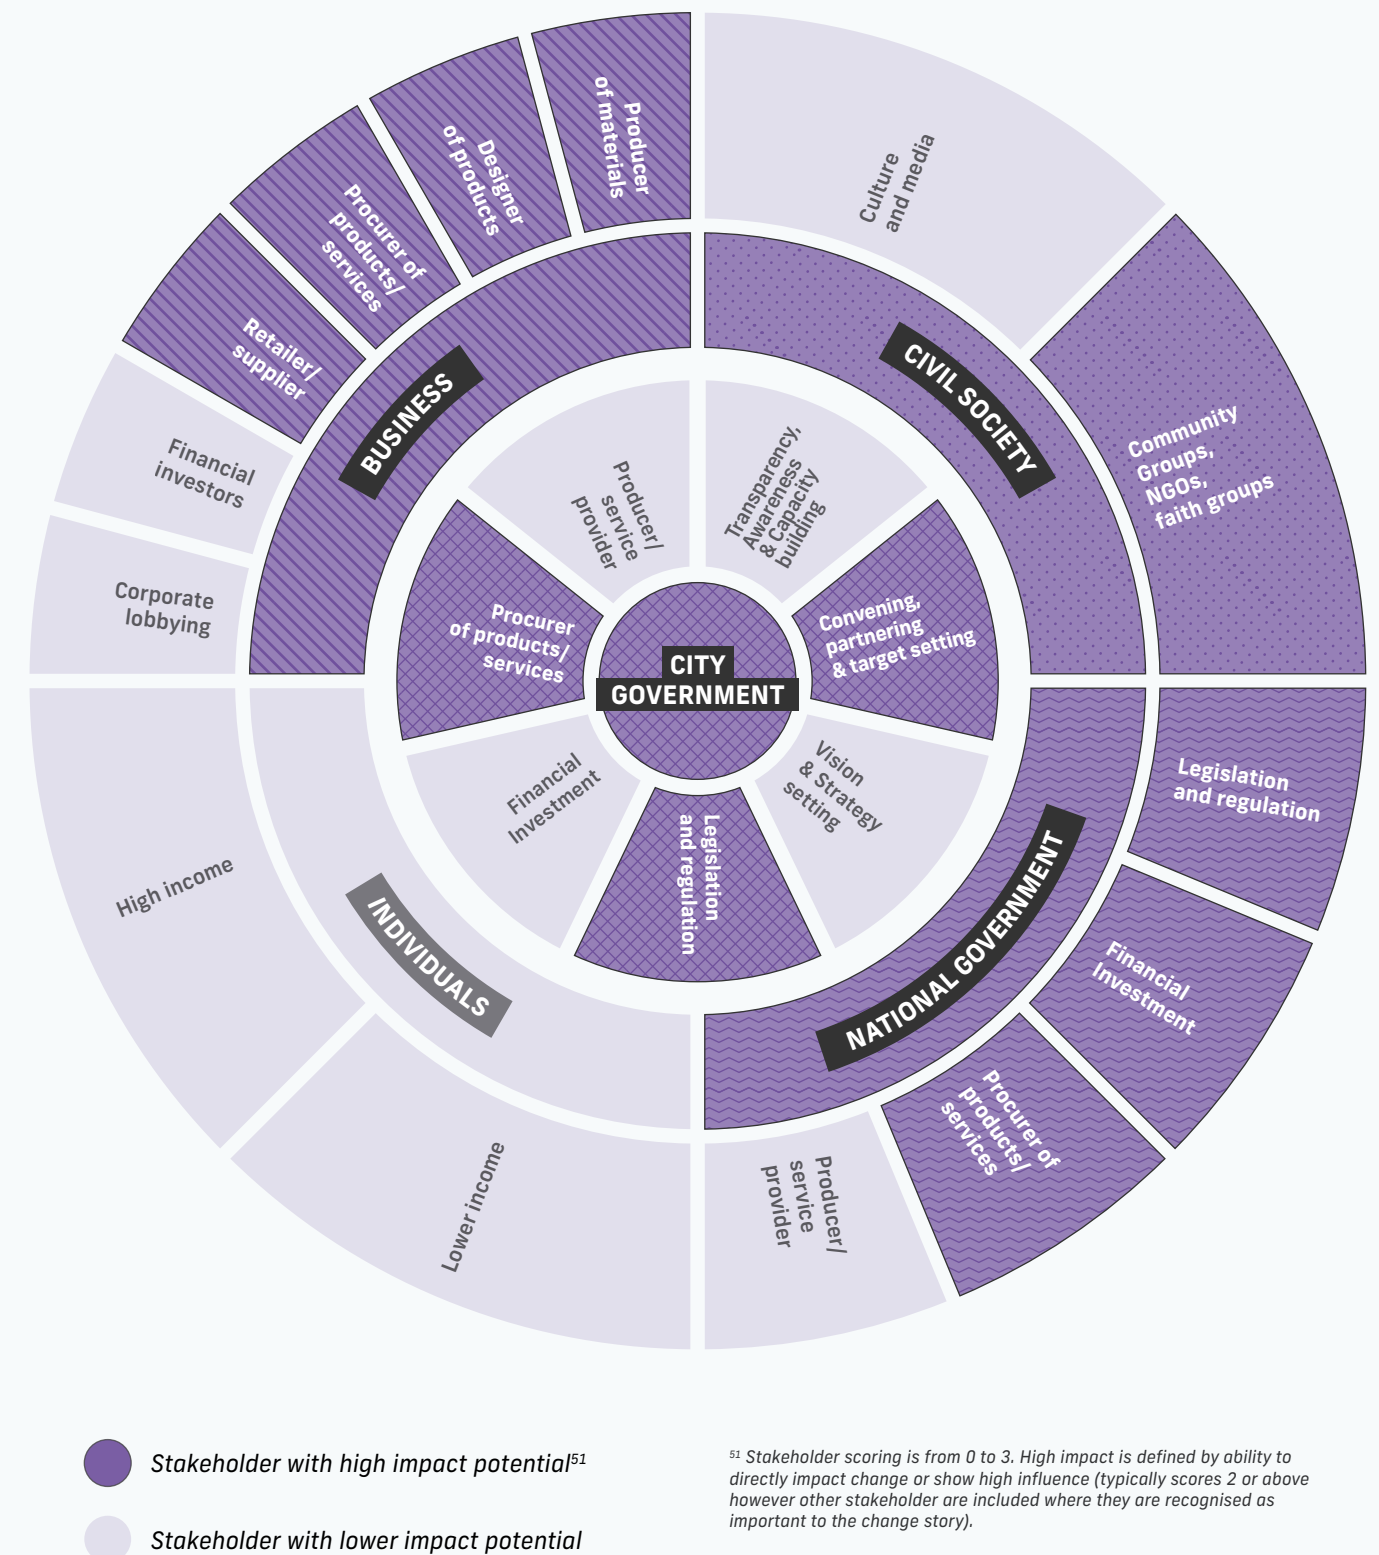 Producer
of materials
Designer
of products
Procurer of
products/
services
Retailer/
supplier
Financial
investors
Corporate
lobbying
BUSINESS
Culture
and media
Community
Groups,
NGOs,
faith groups
CIVIL SOCIETY
Producer/
service
provider
Transparency,
Awareness
& Capacity
building
Procurer
of products/
services
Convening,
partnering
& target setting
CITY
GOVERNMENT
Financial
Investment
Vision
& Strategy
setting
Legislation
and regulation
High income
Lower income
INDIVIDUALS
NATIONAL GOVERNMENT
Legislation
and regulation
Financial
Investment
Procurer of
products/
services
Producer/
service
provider
Stakeholder with high impact potential51
Stakeholder with lower impact potential
51 Stakeholder scoring is from 0 to 3. High impact is defined by ability to
directly impact change or show high influence (typically scores 2 or above
however other stakeholder are included where they are recognised as
important to the change story).